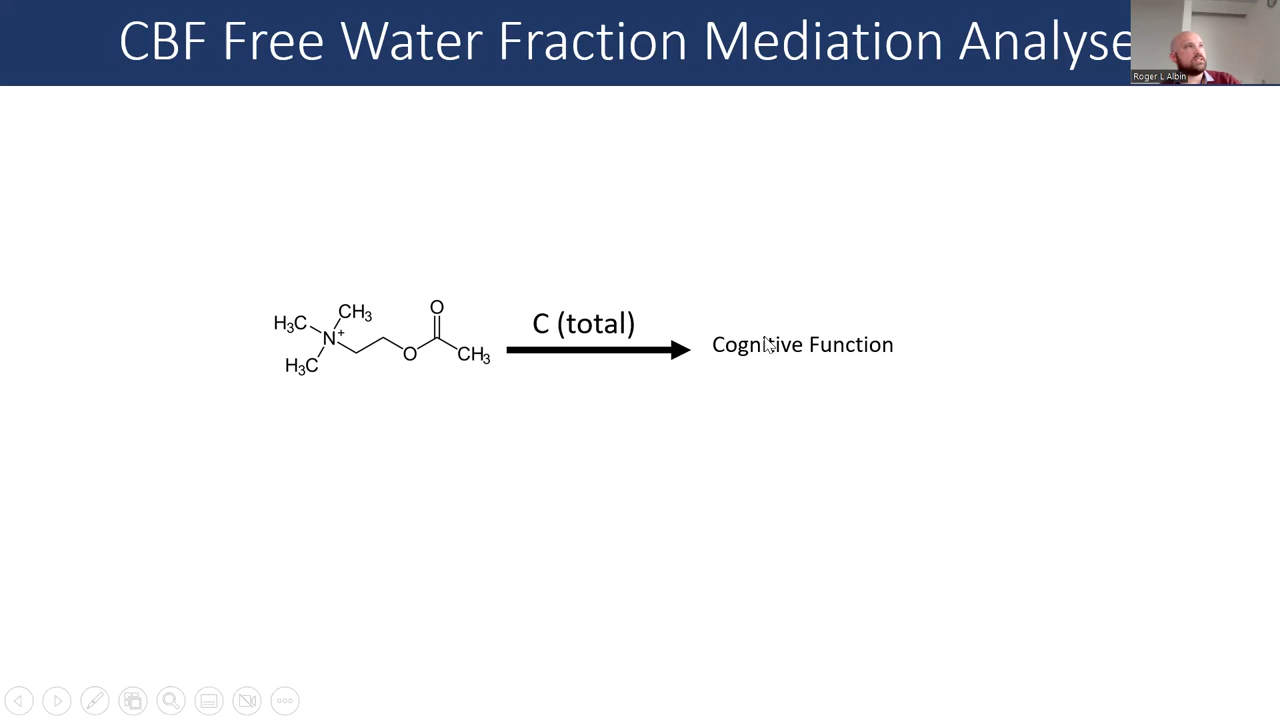 CBF Free Water Fraction Mediation Analyse
Roger L Albin
CH3
H3C
N+
H3C
O
O
CH3
C (total)
Cognitive Function